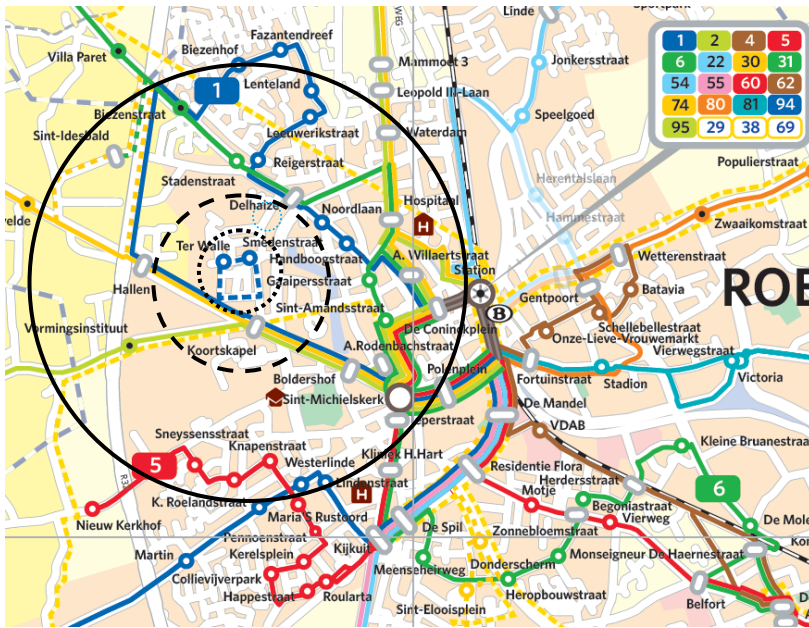 Fazantendreef
Linde
Sportpark
Villa Paret
Biezenhof
Mammoet 3
Jonkersstraat
1 2 4 5
6 22 30 31
54 55 60 62
74 80 81 94
95 29 38 69
1
Lenteland
Leopold III-Laan
Biezenstraat
Speelgoed
Sint-Idesbald
Leeuwerikstraat
Waterdam
Reigerstraat
Populierstraat
Stadenstraat
Herentalslaan
Delhaize
Noordlaan
Hospitaal
Hammestraat
velde
Zwaaikomstraat
H
Ter Walle
Smedenstraat
Handboogstraat
A. Willaertstraat
Station
Wetterenstraat
Hallen
Gaaipersstraat
Gentpoort
Batavia
ROE
Sint-Amandsstraat
B
Vormingsinstituut
De Coninckplein
Schellebellestraat
Onze-Lieve-Vrouwemarkt
Koortskapel
A.Rodenbachstraat
Vierwegstraat
Polenplein
Boldershof
Fortuinstraat
Stadion
Victoria
Sint-Michielskerk
De Mandel
Ieperstraat
VDAB
Sneyssensstraat
Knapenstraat
Kliniek H.Hart
Kleine Bruanestraat
5
Westerlinde
Residentie Flora
Lindenstraat
Herdersstraat
6
K. Roelandstraat
H
Motje
Begoniastraat
Nieuw Kerkhof
Maria'S Rustoord
Vierweg
De Spil
Zonnebloemstraat
De Mole
Pennoenstraat
Kijkuit
Martin
Kerelsplein
Monseigneur De Haernestraat
Collievijverpark
Meenseheirweg
Donderscherm
Happestraat
Roularta
Heropbouwstraat
Sint-Elooisplein
Belfort